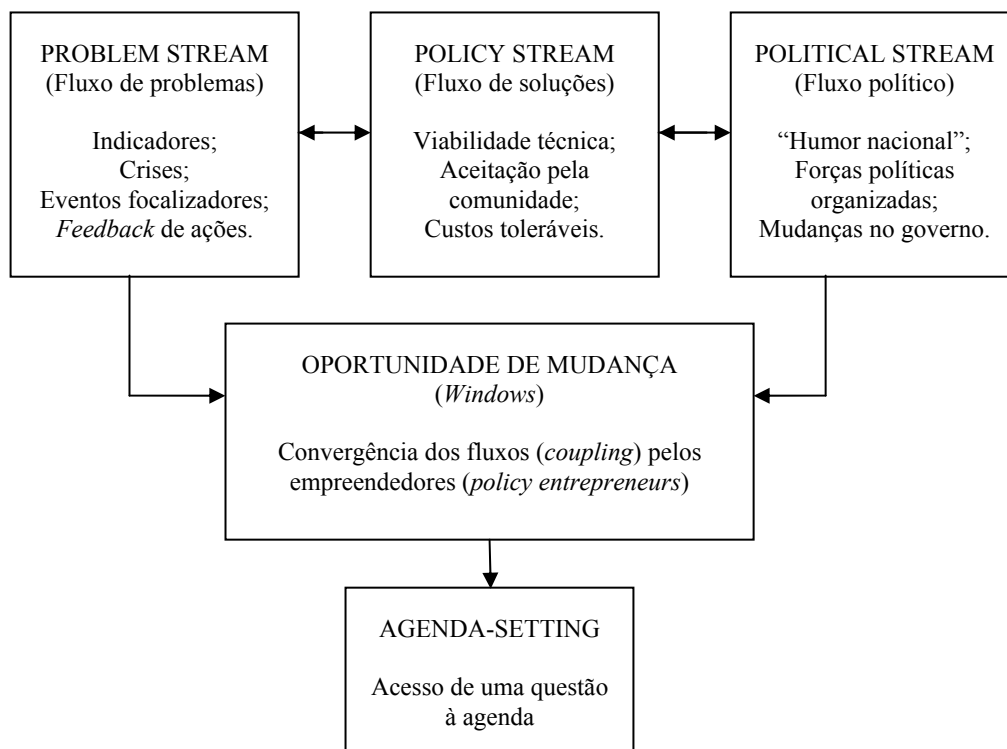 PROBLEM STREAM
(Fluxo de problemas)
Indicadores;
Crises;
Eventos focalizadores;
Feedback de ações.
POLICY STREAM
(Fluxo de soluções)
Viabilidade técnica;
Aceitação pela
comunidade;
Custos toleráveis.
POLITICAL STREAM
(Fluxo político)
“Humor nacional”;
Forças políticas
organizadas;
Mudanças no governo.
OPORTUNIDADE DE MUDANÇA
(Windows)
Convergência dos fluxos (coupling) pelos
empreendedores (policy entrepreneurs)
AGENDA-SETTING
Acesso de uma questão
à agenda